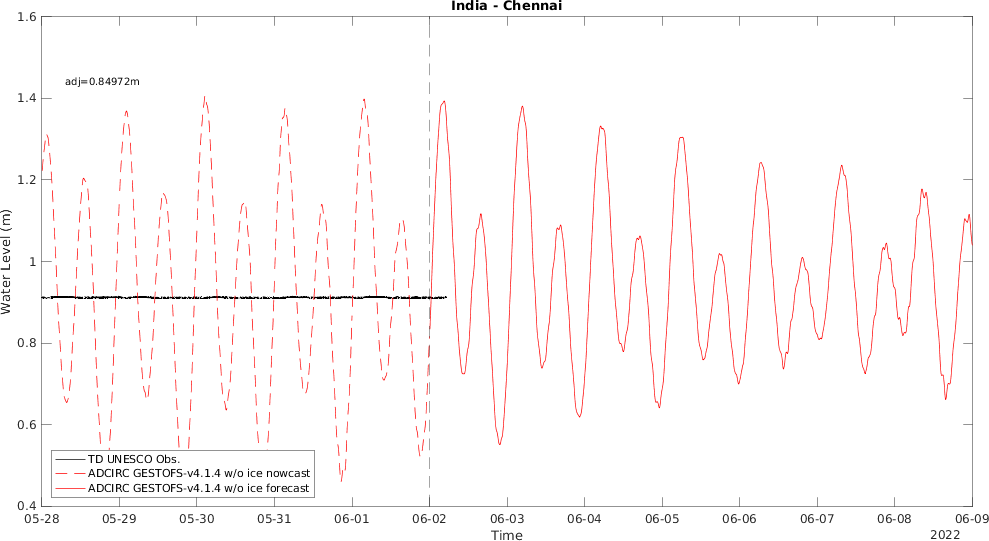 India - Chennai
1.6
1.4
1.2
1
0.8
0.6
0.4
Water Level (m)
adj=0.84972m
TD UNESCO Obs.
ADCIRC GESTOFS-v4.1.4 w/o ice nowcast
ADCIRC GESTOFS-v4.1.4 w/o ice forecast
05-28 05-29 05-30 05-31 06-01 06-02 06-03 06-04 06-05 06-06 06-07 06-08 06-09
Time
2022